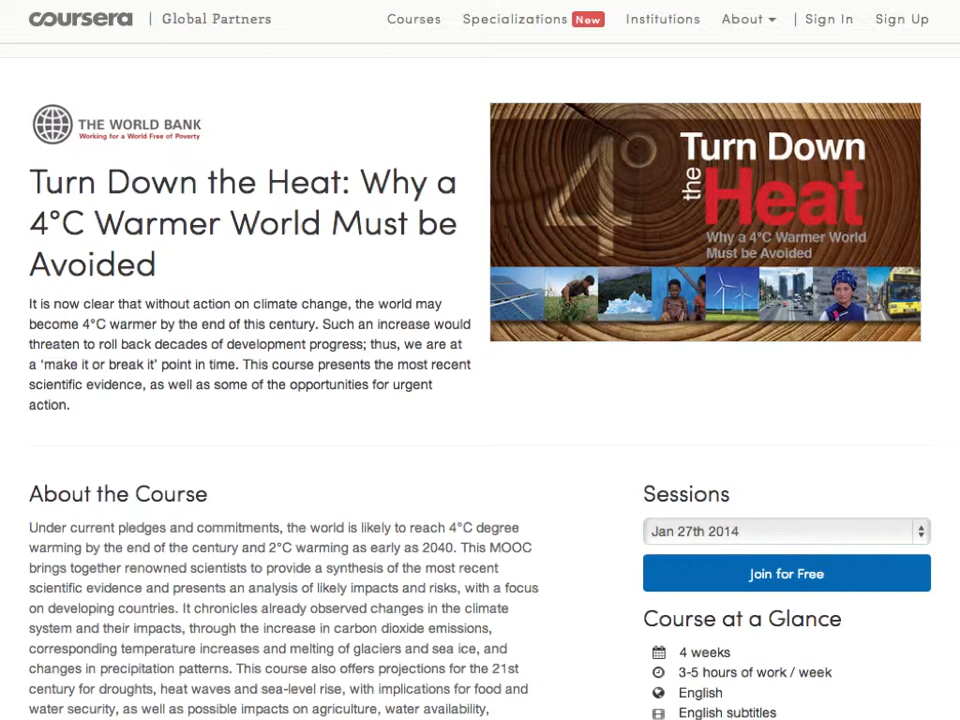 coursera | Global Partners
Courses Specializations New Institutions About | Sign In Sign Up
THE WORLD BANK
Working for a World Free of Poverty
Turn Down the Heat: Why a
4°C Warmer World Must be
Avoided
It is now clear that without action on climate change, the world may
become 4°C warmer by the end of this century. Such an increase would
threaten to roll back decades of development progress; thus, we are at
a ‘make it or break it’ point in time. This course presents the most recent
scientific evidence, as well as some of the opportunities for urgent
action.
4°
Turn Down
the
Heat
Why a 4°C Warmer World
Must be Avoided
About the Course
Under current pledges and commitments, the world is likely to reach 4°C degree
warming by the end of the century and 2°C warming as early as 2040. This MOOC
brings together renowned scientists to provide a synthesis of the most recent
scientific evidence and presents an analysis of likely impacts and risks, with a focus
on developing countries. It chronicles already observed changes in the climate
system and their impacts, through the increase in carbon dioxide emissions,
corresponding temperature increases and melting of glaciers and sea ice, and
changes in precipitation patterns. This course also offers projections for the 21st
century for droughts, heat waves and sea-level rise, with implications for food and
water security, as well as possible impacts on agriculture, water availability,
Sessions
Jan 27th 2014
Join for Free
Course at a Glance
4 weeks
3-5 hours of work / week
English
English subtitles